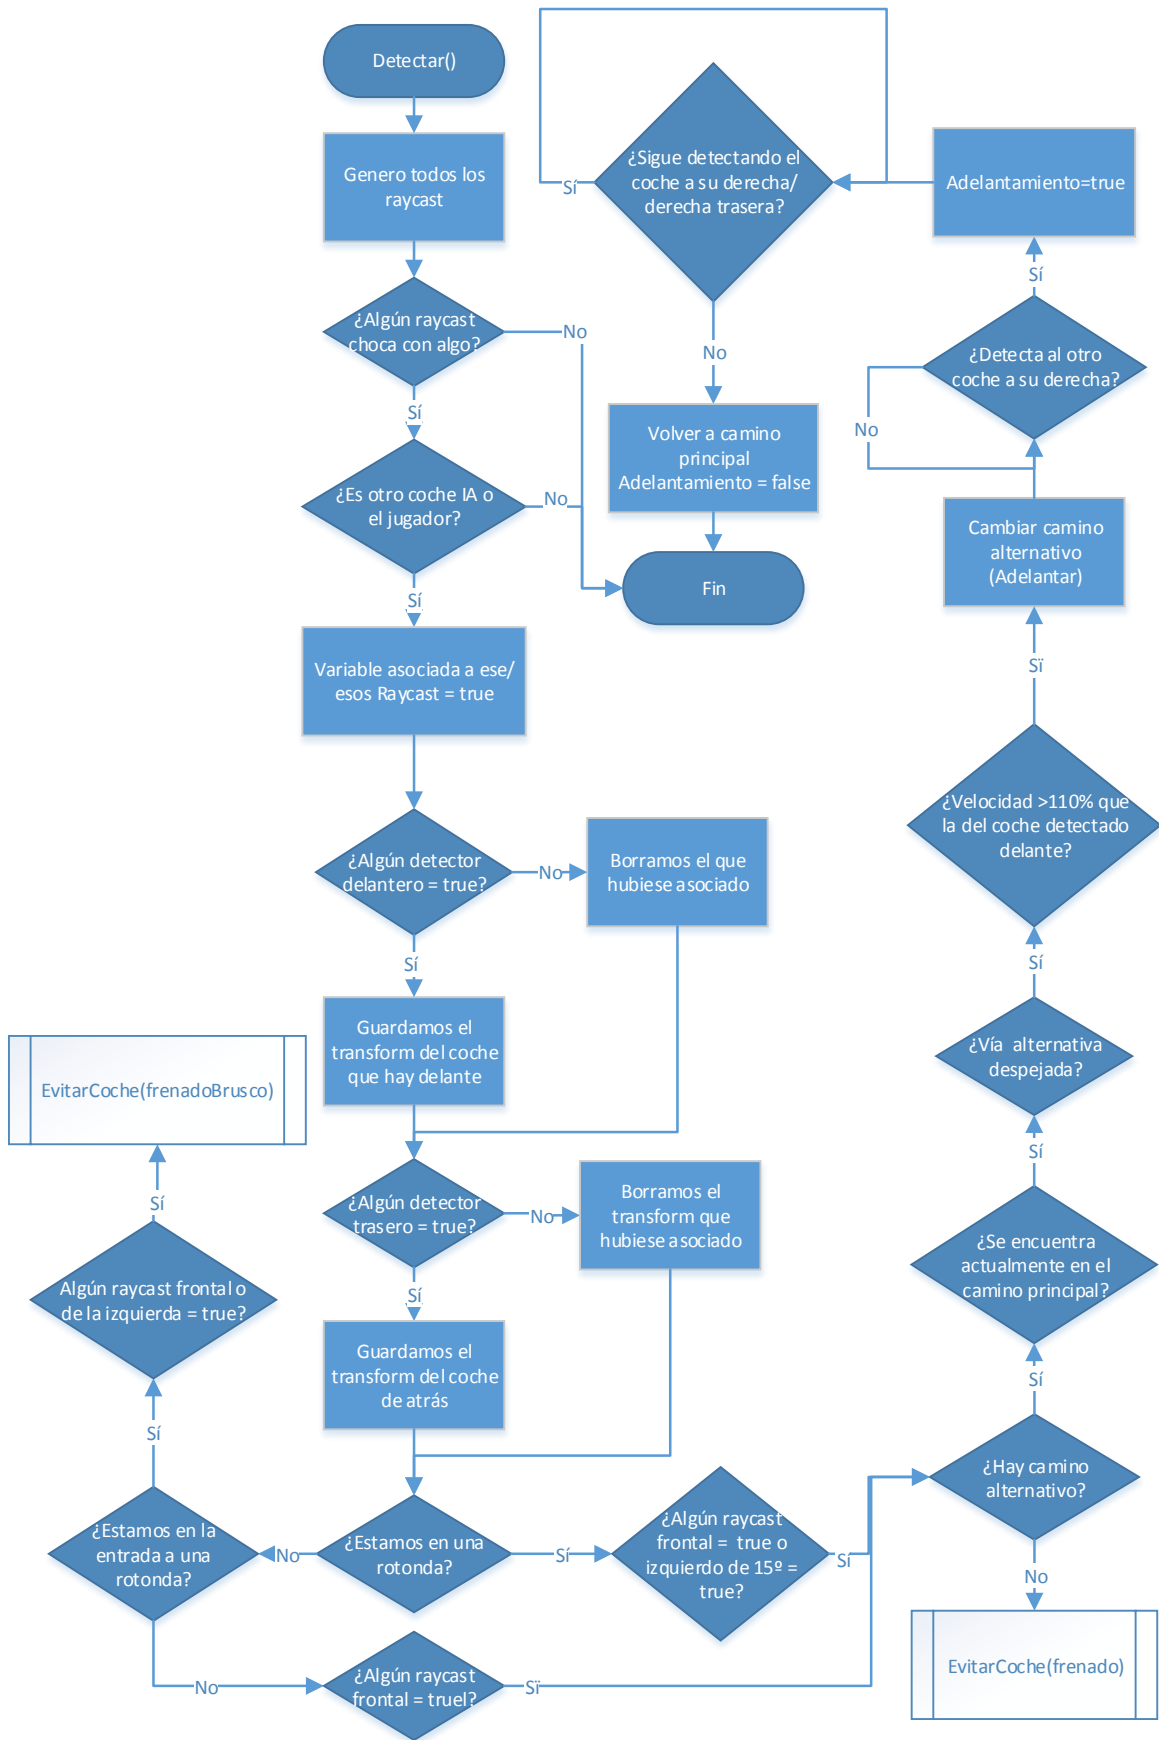 Detectar()
Genero todos los
raycast
¿Algún raycast
choca con algo?
No
Sí
¿Es otro coche IA o
el jugador?
No
Sí
Variable asociada a ese/
esos Raycast = true
¿Algún detector
delantero = true?
No
Borramos el que
hubiese asociado
Sí
Guardamos el
transform del coche
que hay delante
¿Algún detector
trasero = true?
No
Borramos el
transform que
hubiese asociado
Sí
Guardamos el
transform del coche
de atrás
¿Estamos en una
rotonda?
No
Sí
¿Estamos en la
entrada a una
rotonda?
Sí
Algún raycast frontal o
de la izquierda = true?
Sí
EvitarCoche(frenadoBrusco)
No
¿Algún raycast
frontal = truel?
Sï
¿Algún raycast
frontal = true o
izquierdo de 15º =
true?
Sí
¿Hay camino
alternativo?
No
EvitarCoche(frenado)
Sí
¿Se encuentra
actualmente en el
camino principal?
Sí
¿Vía alternativa
despejada?
Sí
¿Velocidad >110% que
la del coche detectado
delante?
Sï
Cambiar camino
alternativo
(Adelantar)
¿Detecta al otro
coche a su derecha?
No
Sí
Adelantamiento=true
¿Sigue detectando el
coche a su derecha/
derecha trasera?
Sí
No
Volver a camino
principal
Adelantamiento = false
Fin